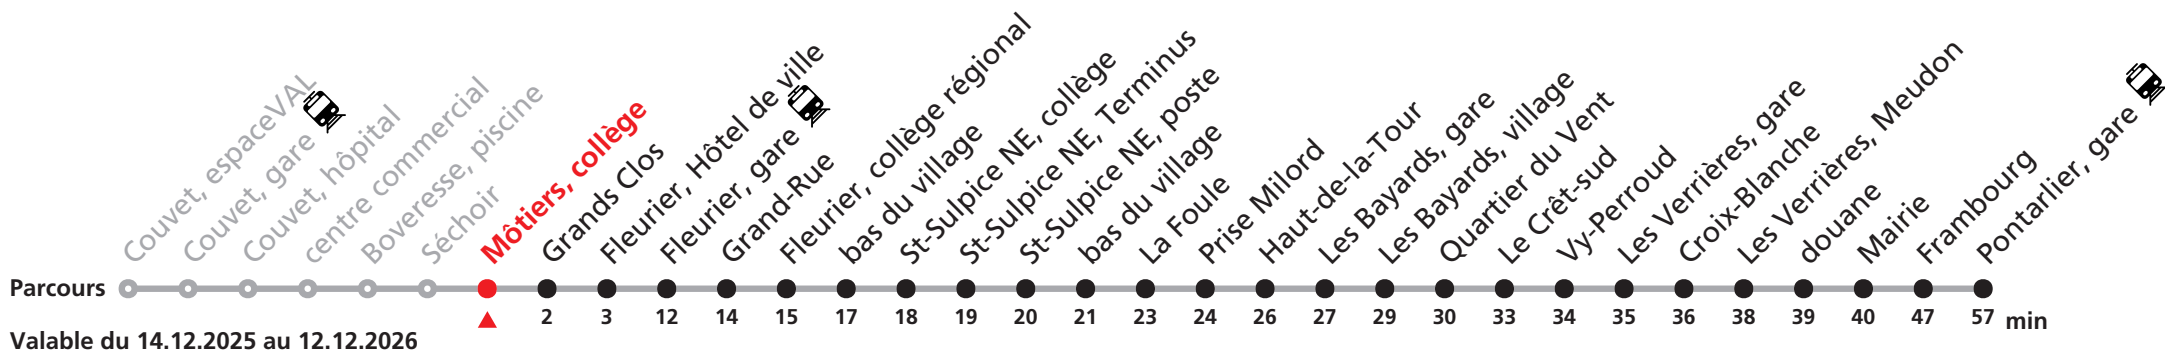 Couvet, espaceVAL
Couvet, gare
Couvet, hôpital
centre commercial
Boveresse, piscine
Séchoir
Môtiers, collège
Grands Clos
Fleurier, Hôtel de ville
Fleurier, gare
Grand-Rue
Fleurier, collège régional
bas du village
St-Sulpice NE, collège
St-Sulpice NE, Terminus
St-Sulpice NE, poste
bas du village
La Foule
Prise Milord
Haut-de-la-Tour
Les Bayards, gare
Les Bayards, village
Quartier du Vent
Le Crêt-sud
Vy-Perroud
Les Verrières, gare
Croix-Blanche
Les Verrières, Meudon
douane
Mairie
Frambourg
Pontarlier, gare
Parcours
2 3 12 14 15 17 18 19 20 21 23 24 26 27 29 30 33 34 35 36 38 39 40 47 57 min
Valable du 14.12.2025 au 12.12.2026